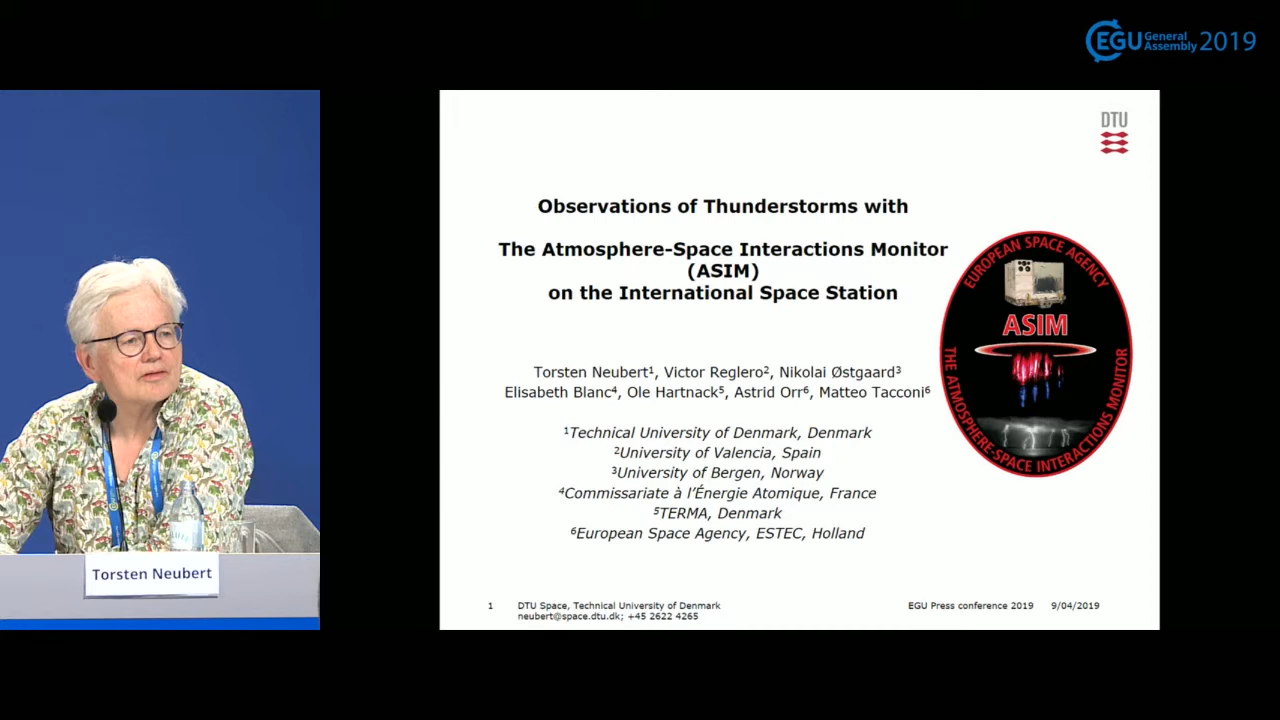 EGU General
Assembly 2019
DTU
Observations of Thunderstorms with
The Atmosphere-Space Interactions Monitor
(ASIM)
on the International Space Station
EUROPEAN SPACE AGENCY
ASIM
THE ATMOSPHERE-SPACE INTERACTIONS MONITOR
Torsten Neubert¹, Victor Reglero², Nikolai Østgaard³
Elisabeth Blanc⁴, Ole Hartnack⁵, Astrid Orr⁶, Matteo Tacconi⁶
¹Technical University of Denmark, Denmark
²University of Valencia, Spain
³University of Bergen, Norway
⁴Commissariate à l’Énergie Atomique, France
⁵TERMA, Denmark
⁶European Space Agency, ESTEC, Holland
Torsten Neubert
1 DTU Space, Technical University of Denmark
neubert@space.dtu.dk; +45 2622 4265
EGU Press conference 2019 9/04/2019